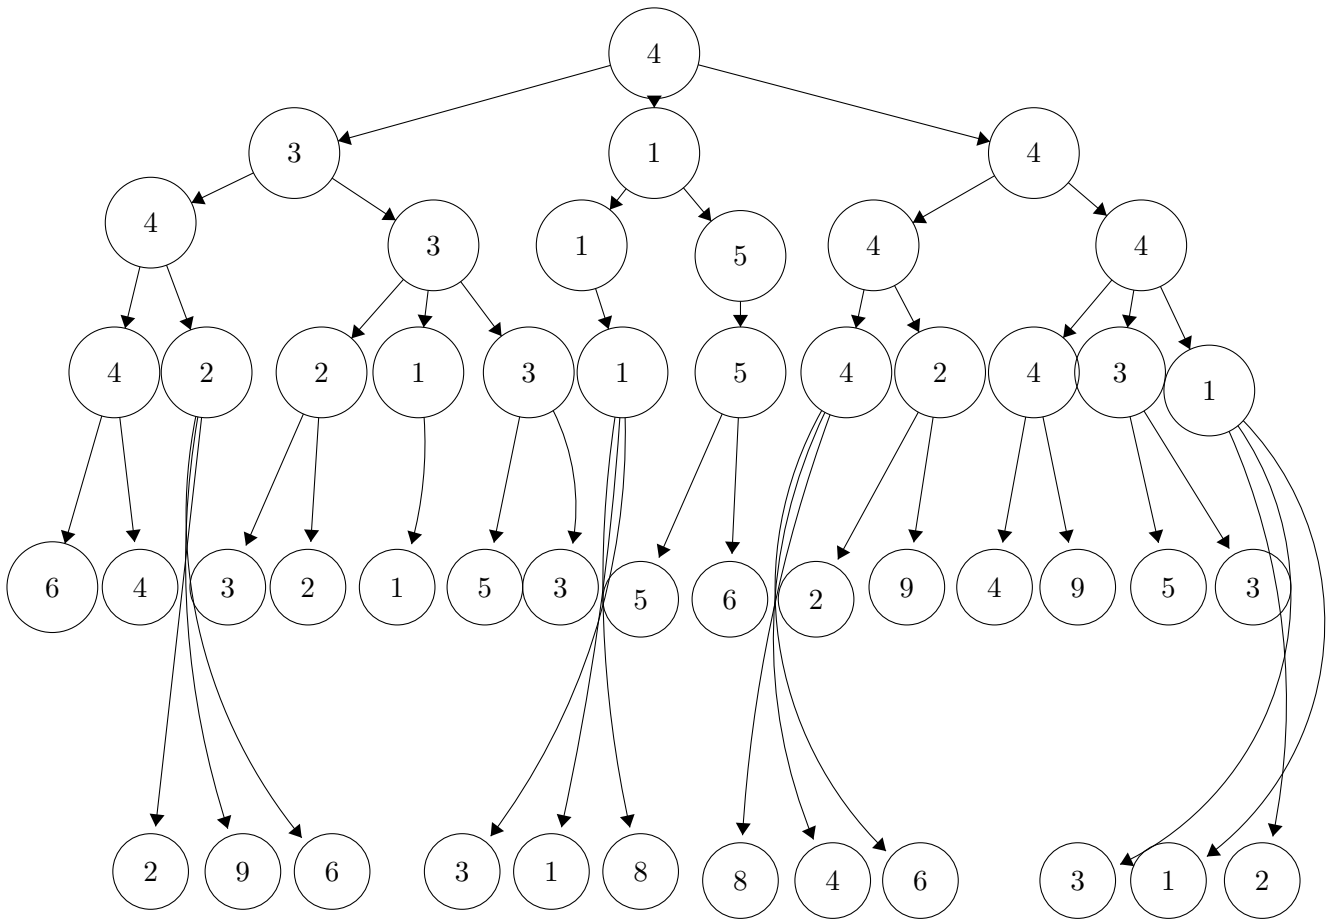 4
3 1 4
4 3 1 5 4 4
4 2 2 1 3 1 5 4 2 4 3 1
6 4 3 2 1 5 3 5 6 2 9 4 9 5 3
2 9 6 3 1 8 8 4 6 3 1 2